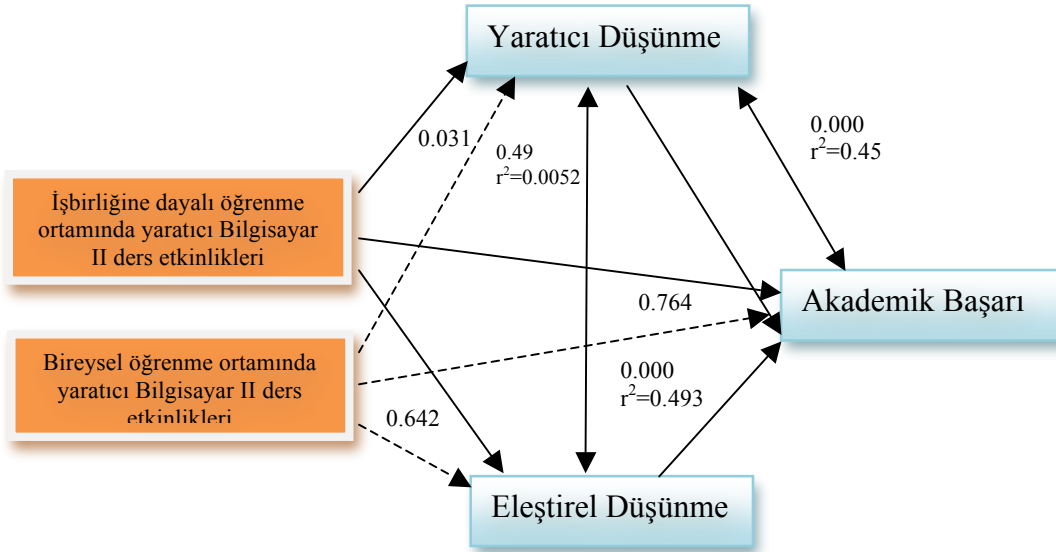 Yaratıcı Düşünme
0.031
0.49
r²=0.0052
0.000
r²=0.45
İşbirliğine dayalı öğrenme
ortamında yaratıcı Bilgisayar
II ders etkinlikleri
Akademik Başarı
0.764
Bireysel öğrenme ortamında
yaratıcı Bilgisayar II ders
etkinlikleri
0.000
r²=0.493
0.642
Eleştirel Düşünme